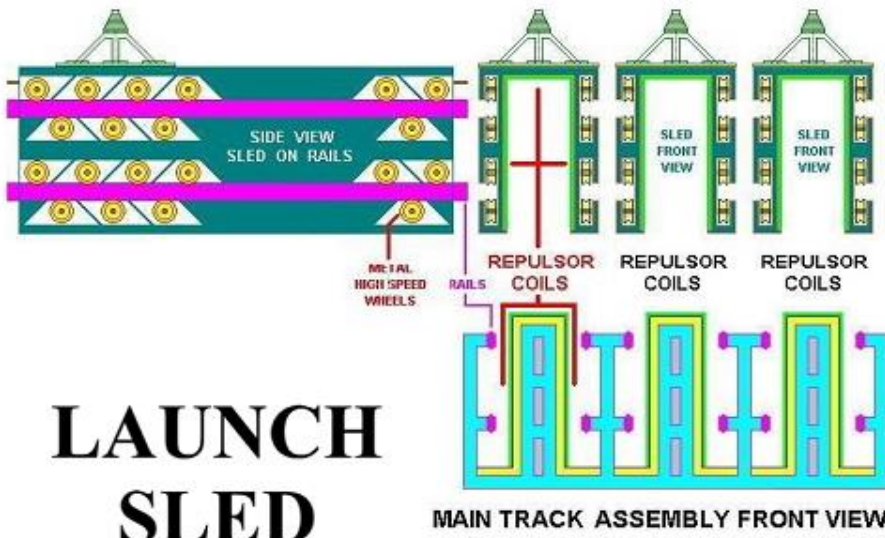 SIDE VIEW
SLED ON RAILS
SLED
FRONT
VIEW
SLED
FRONT
VIEW
METAL
HIGH SPEED
WHEELS
RAILS
REPULSOR
COILS
REPULSOR
COILS
REPULSOR
COILS
LAUNCH
SLED
MAIN TRACK ASSEMBLY FRONT VIEW